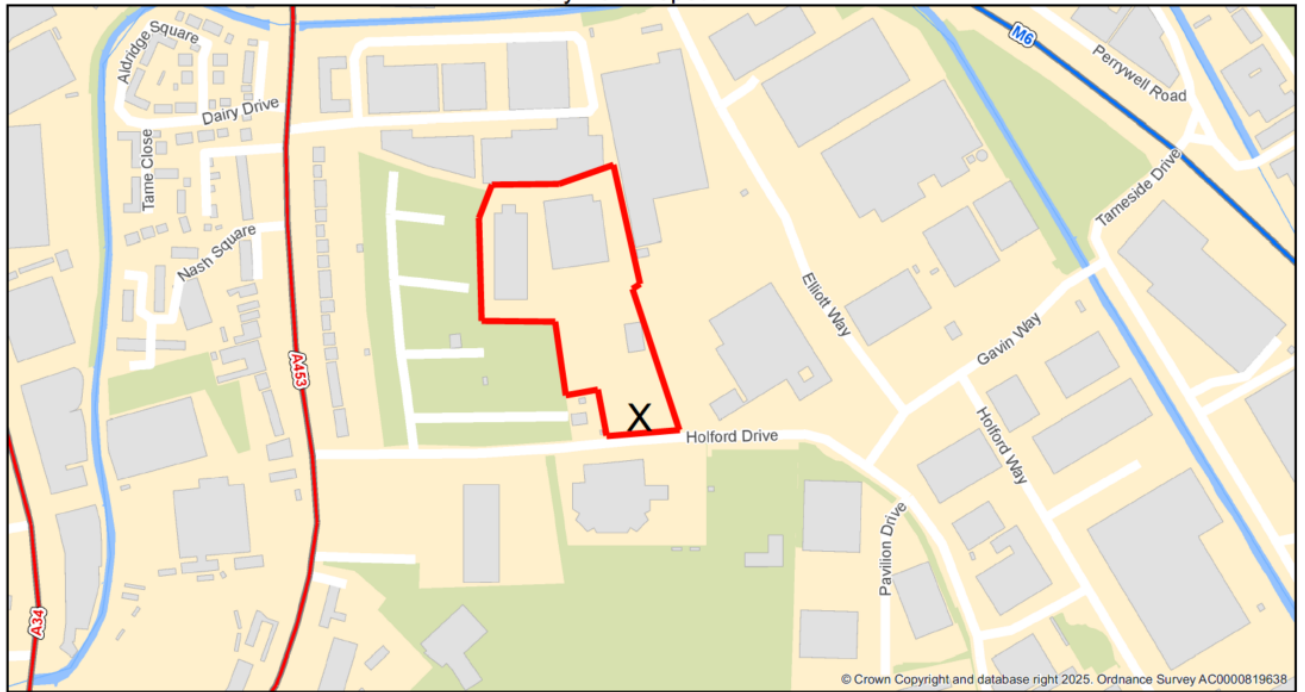 M6
Perrywell Road
Aldridge Square
Dairy Drive
Tame Close
Tameside Drive
Nash Square
Elliott Way
Gavin Way
A453
X
Holford Drive
Holford Way
Pavilion Drive
A34
© Crown Copyright and database right 2025. Ordnance Survey AC0000819638